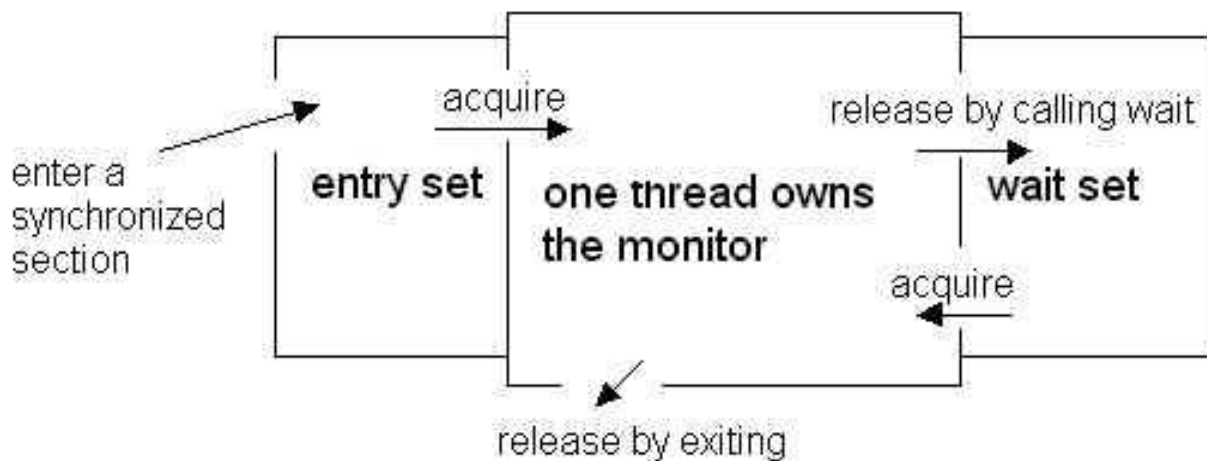 acquire
release by calling wait
enter a
synchronized
section
entry set
one thread owns
the monitor
wait set
acquire
release by exiting